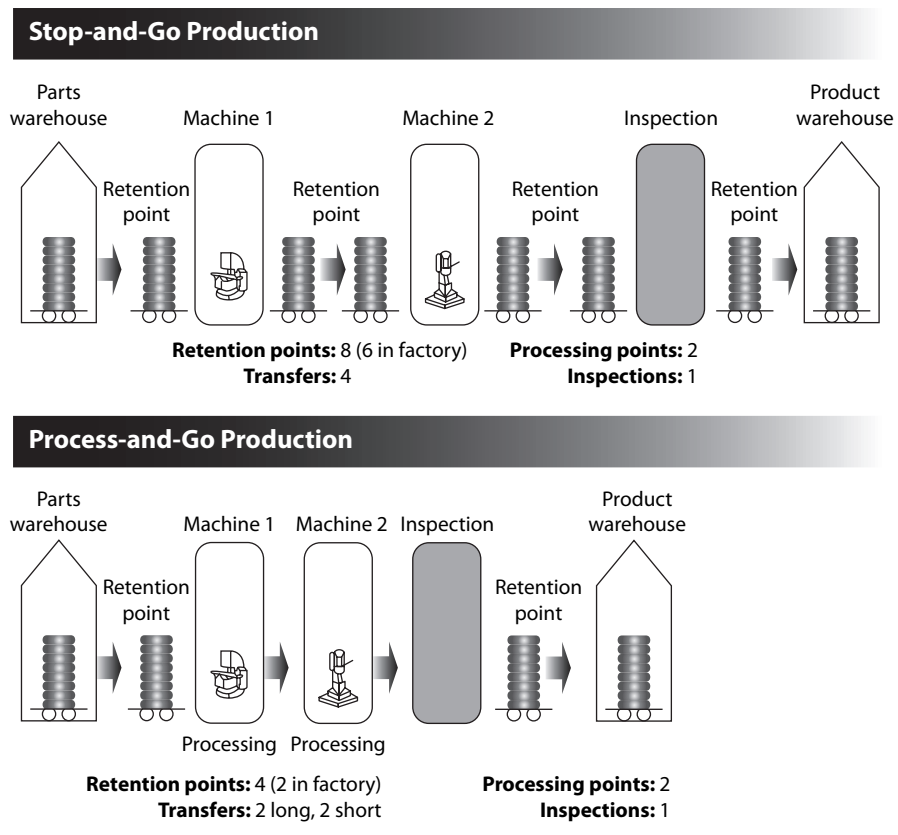 Stop-and-Go Production
Parts
warehouse
Machine 1
Machine 2
Inspection
Product
warehouse
Retention
point
Retention
point
Retention
point
Retention
point
Retention points: 8 (6 in factory)
Transfers: 4
Processing points: 2
Inspections: 1
Process-and-Go Production
Parts
warehouse
Machine 1
Machine 2
Inspection
Product
warehouse
Retention
point
Retention
point
Processing
Processing
Retention points: 4 (2 in factory)
Transfers: 2 long, 2 short
Processing points: 2
Inspections: 1